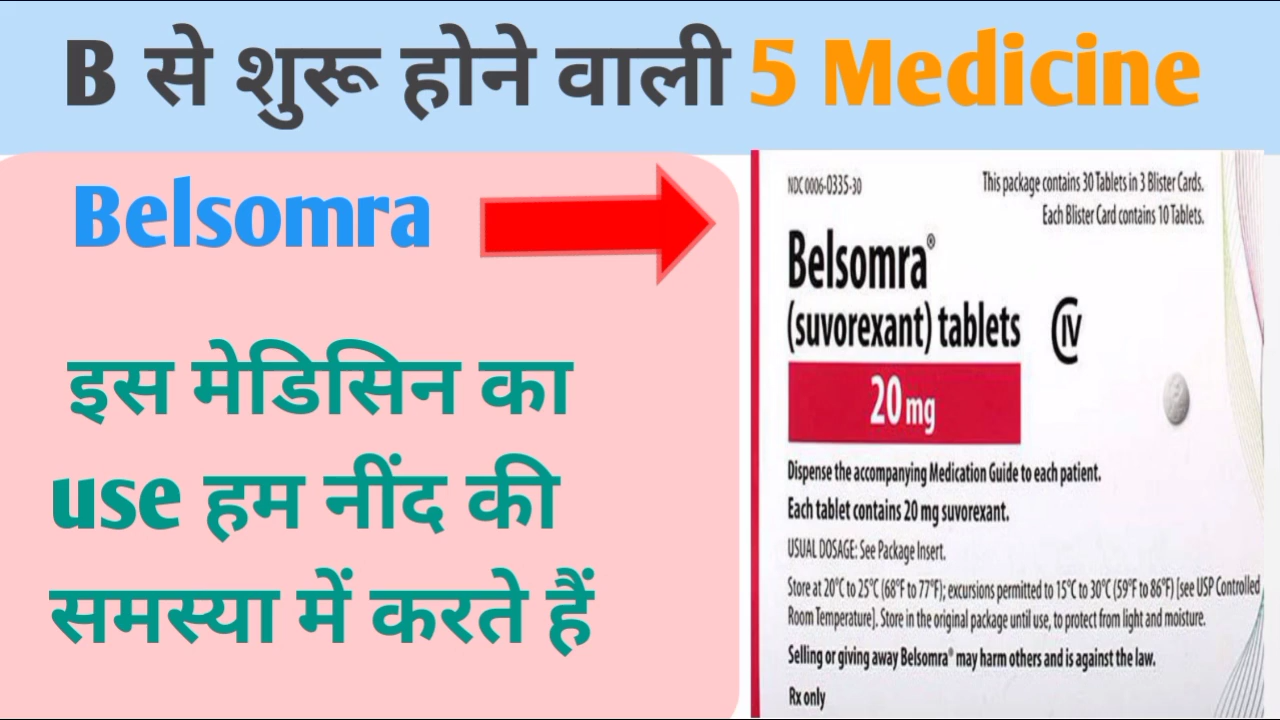 B से शुरू होने वाली 5 Medicine
Belsomra
इस मेडिसिन का
use हम नींद की
समस्या में करते हैं
NDC 0006-0335-30
This package contains 30 Tablets in 3 Blister Cards.
Each Blister Card contains 10 Tablets.
Belsomra®
(suvorexant) tablets CIV
20 mg
Dispense the accompanying Medication Guide to each patient.
Each tablet contains 20 mg suvorexant.
USUAL DOSAGE: See Package Insert.
Store at 20°C to 25°C (68°F to 77°F); excursions permitted to 15°C to 30°C (59°F to 86°F) [see USP Controlled
Room Temperature]. Store in the original package until use, to protect from light and moisture.
Selling or giving away Belsomra® may harm others and is against the law.
Rx only